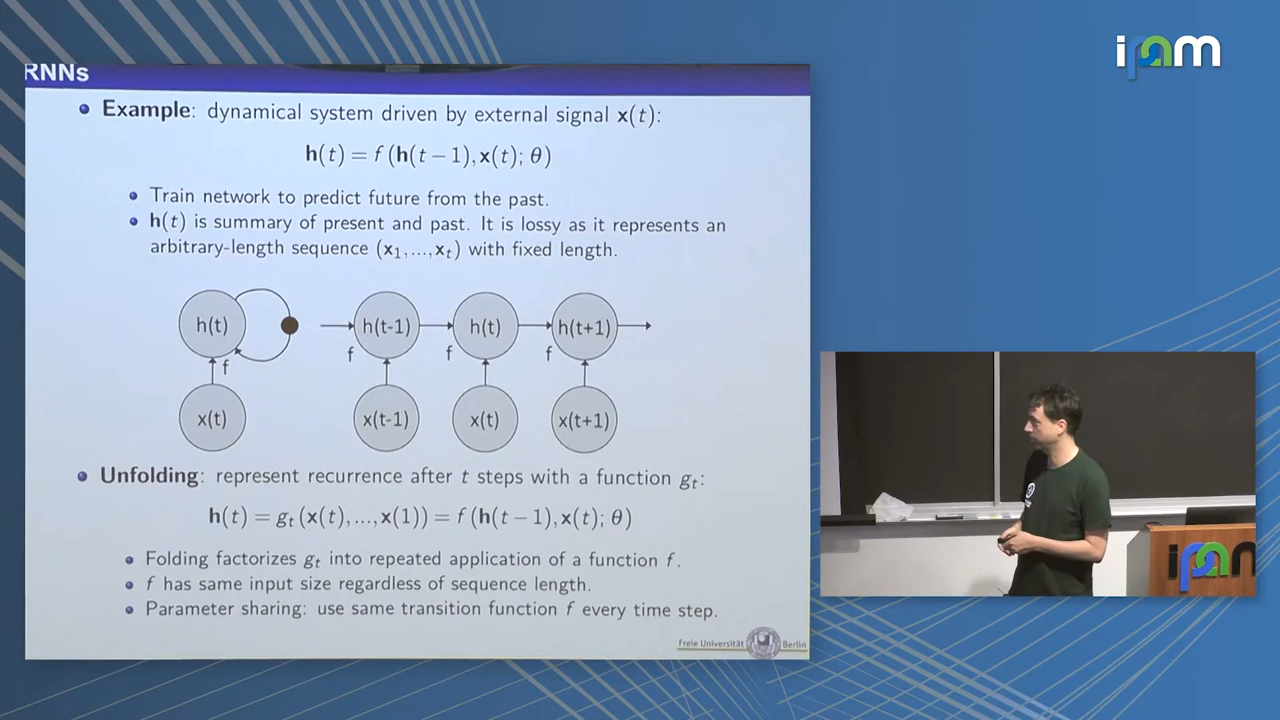 ipam
RNNs
Example: dynamical system driven by external signal x(t):
h(t) = f (h(t − 1), x(t); θ)
Train network to predict future from the past.
h(t) is summary of present and past. It is lossy as it represents an
arbitrary-length sequence (x₁, ..., xₜ) with fixed length.
h(t) h(t-1) h(t) h(t+1)
f f f f
x(t) x(t-1) x(t) x(t+1)
Unfolding: represent recurrence after t steps with a function gₜ:
h(t) = gₜ (x(t), ..., x(1)) = f (h(t − 1), x(t); θ)
Folding factorizes gₜ into repeated application of a function f.
f has same input size regardless of sequence length.
Parameter sharing: use same transition function f every time step.
Freie Universität Berlin
ipam